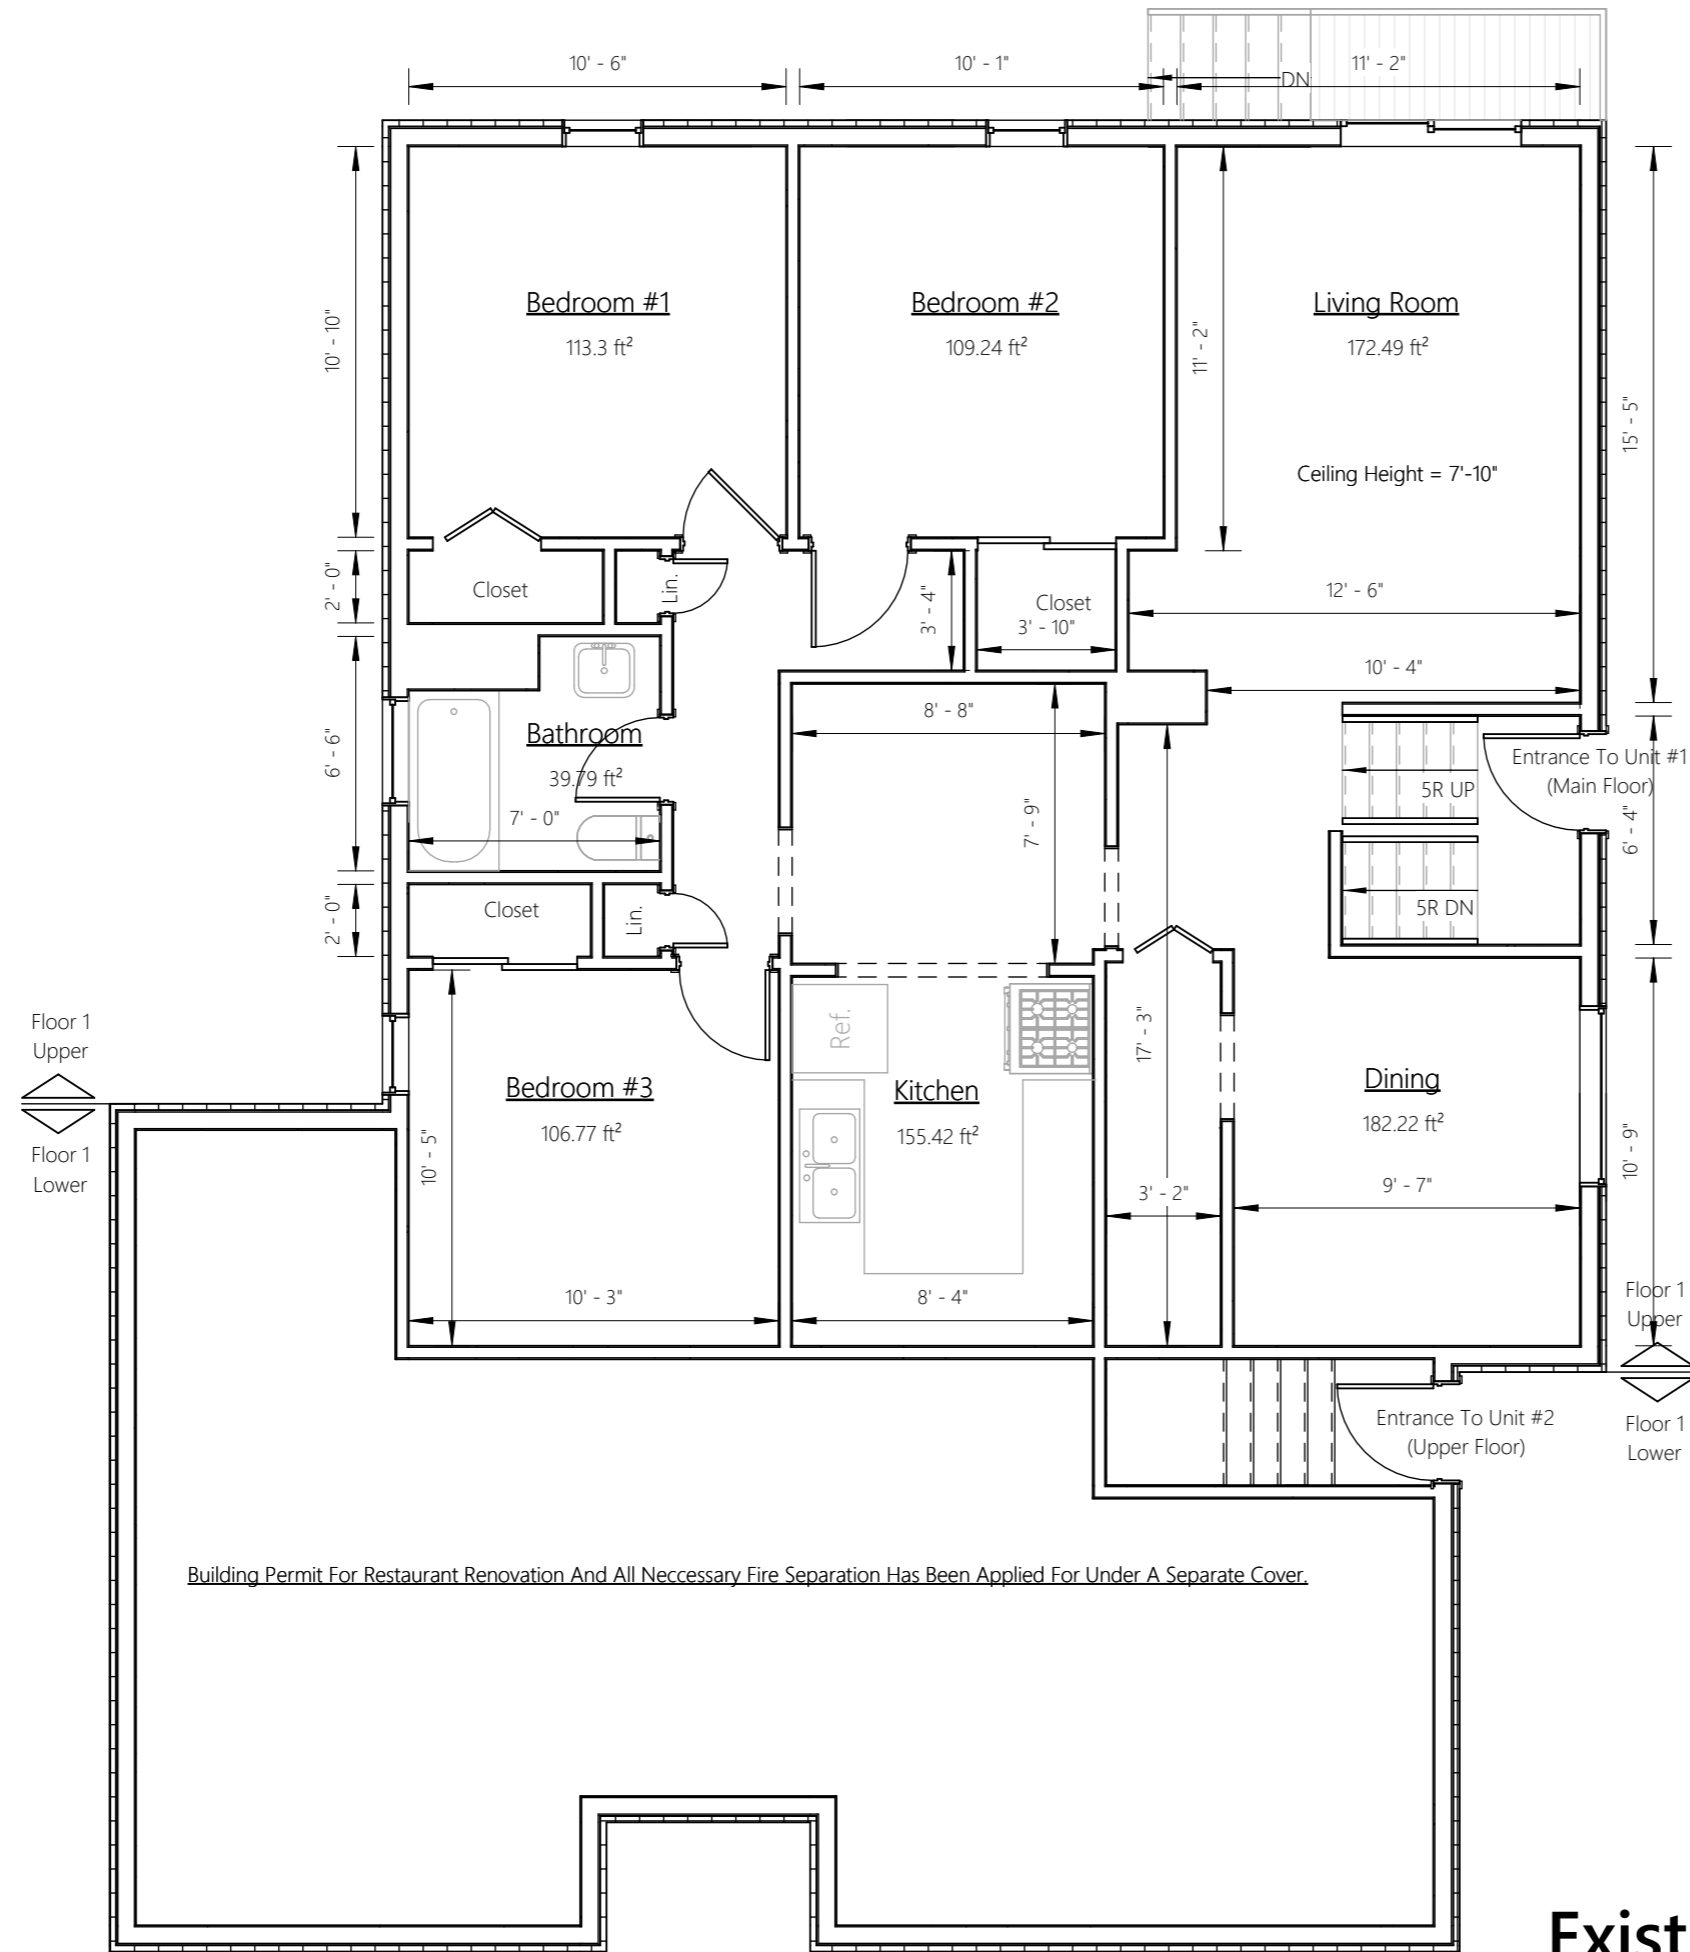 10' - 6"
10' - 1"
11' - 2"
DN
Bedroom #1
113.3 ft²
Bedroom #2
109.24 ft²
Living Room
172.49 ft²
10' - 10"
11' - 2"
15' - 5"
Ceiling Height = 7'-10"
2' - 0"
Closet
Lin.
3' - 4"
Closet
3' - 10"
12' - 6"
10' - 4"
8' - 8"
6' - 6"
Bathroom
39.79 ft²
7' - 0"
7' - 9"
Entrance To Unit #1
(Main Floor)
5R UP
6' - 4"
5R DN
2' - 0"
Closet
Lin.
Floor 1
Upper
Floor 1
Lower
Ref.
17' - 3"
Bedroom #3
106.77 ft²
10' - 5"
Kitchen
155.42 ft²
Dining
182.22 ft²
10' - 9"
3' - 2"
9' - 7"
10' - 3"
8' - 4"
Floor 1
Upper
Floor 1
Lower
Entrance To Unit #2
(Upper Floor)
Building Permit For Restaurant Renovation And All Neccessary Fire Separation Has Been Applied For Under A Separate Cover.
Exist